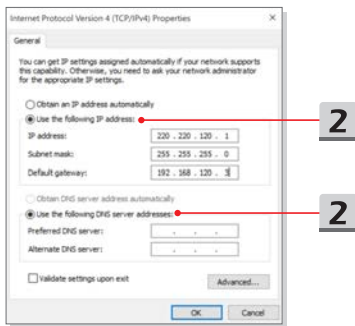 Internet Protocol Version 4 (TCP/IPv4) Properties
General
You can get IP settings assigned automatically if your network supports
this capability. Otherwise, you need to ask your network administrator
for the appropriate IP settings.
Obtain an IP address automatically
Use the following IP address:
2
IP address: 220 . 220 . 120 . 1
Subnet mask: 255 . 255 . 255 . 0
Default gateway: 192 . 168 . 120 . 3
Obtain DNS server address automatically
Use the following DNS server addresses:
2
Preferred DNS server: . . .
Alternate DNS server: . . .
Validate settings upon exit
Advanced...
OK Cancel